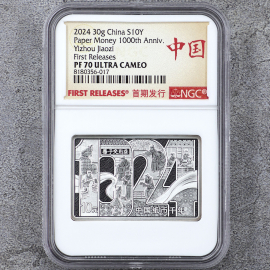 2024 30g China S10Y
Paper Money 1000th Anniv.
Yizhou Jiaozi
First Releases
PF 70 ULTRA CAMEO
8180356-017
中国
FIRST RELEASES® 首期发行 NGC®
1024